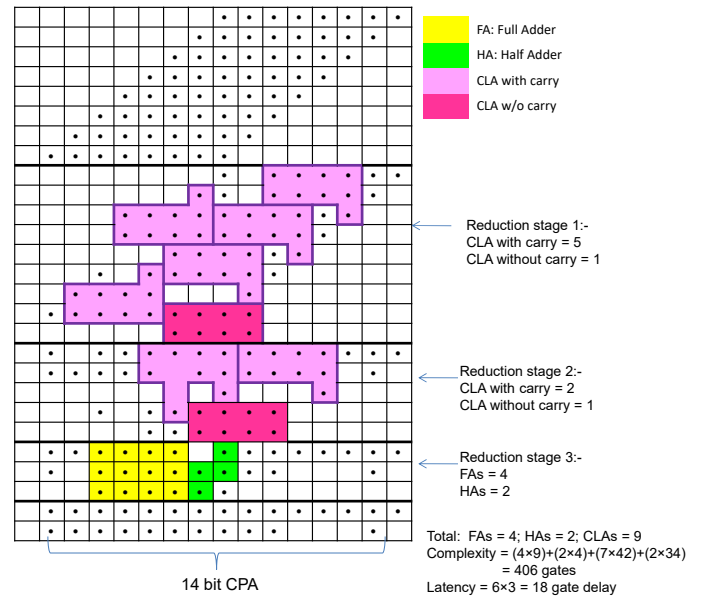 FA: Full Adder
HA: Half Adder
CLA with carry
CLA w/o carry
Reduction stage 1:-
CLA with carry = 5
CLA without carry = 1
Reduction stage 2:-
CLA with carry = 2
CLA without carry = 1
Reduction stage 3:-
FAs = 4
HAs = 2
Total: FAs = 4; HAs = 2; CLAs = 9
Complexity = (4×9)+(2×4)+(7×42)+(2×34)
= 406 gates
Latency = 6×3 = 18 gate delay
14 bit CPA